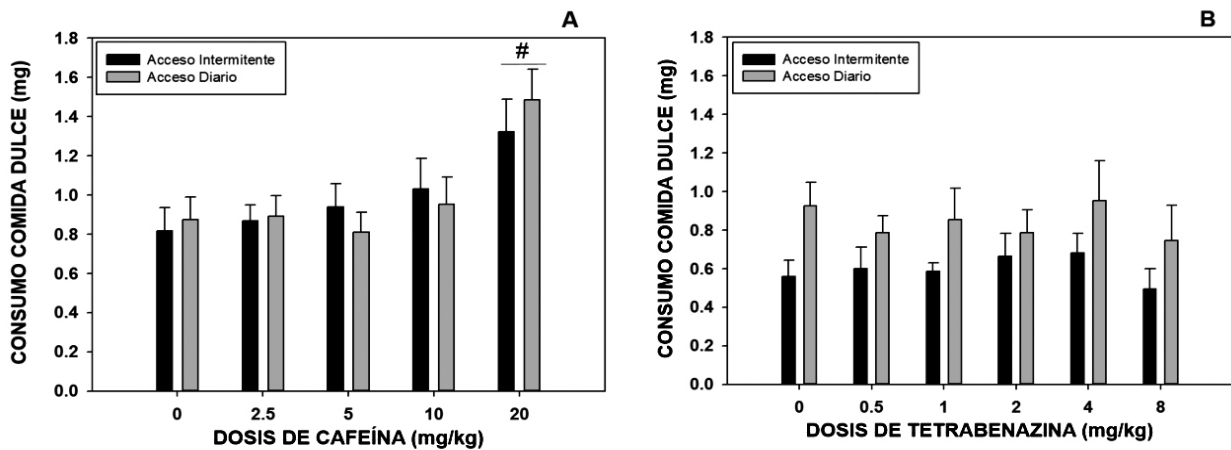 A
CONSUMO COMIDA DULCE (mg)
1.8
1.6
1.4
1.2
1.0
0.8
0.6
0.4
0.2
0.0
Acceso Intermitente
Acceso Diario
#
0 2.5 5 10 20
DOSIS DE CAFEÍNA (mg/kg)
B
CONSUMO COMIDA DULCE (mg)
1.8
1.6
1.4
1.2
1.0
0.8
0.6
0.4
0.2
0.0
Acceso Intermitente
Acceso Diario
0 0.5 1 2 4 8
DOSIS DE TETRABENAZINA (mg/kg)